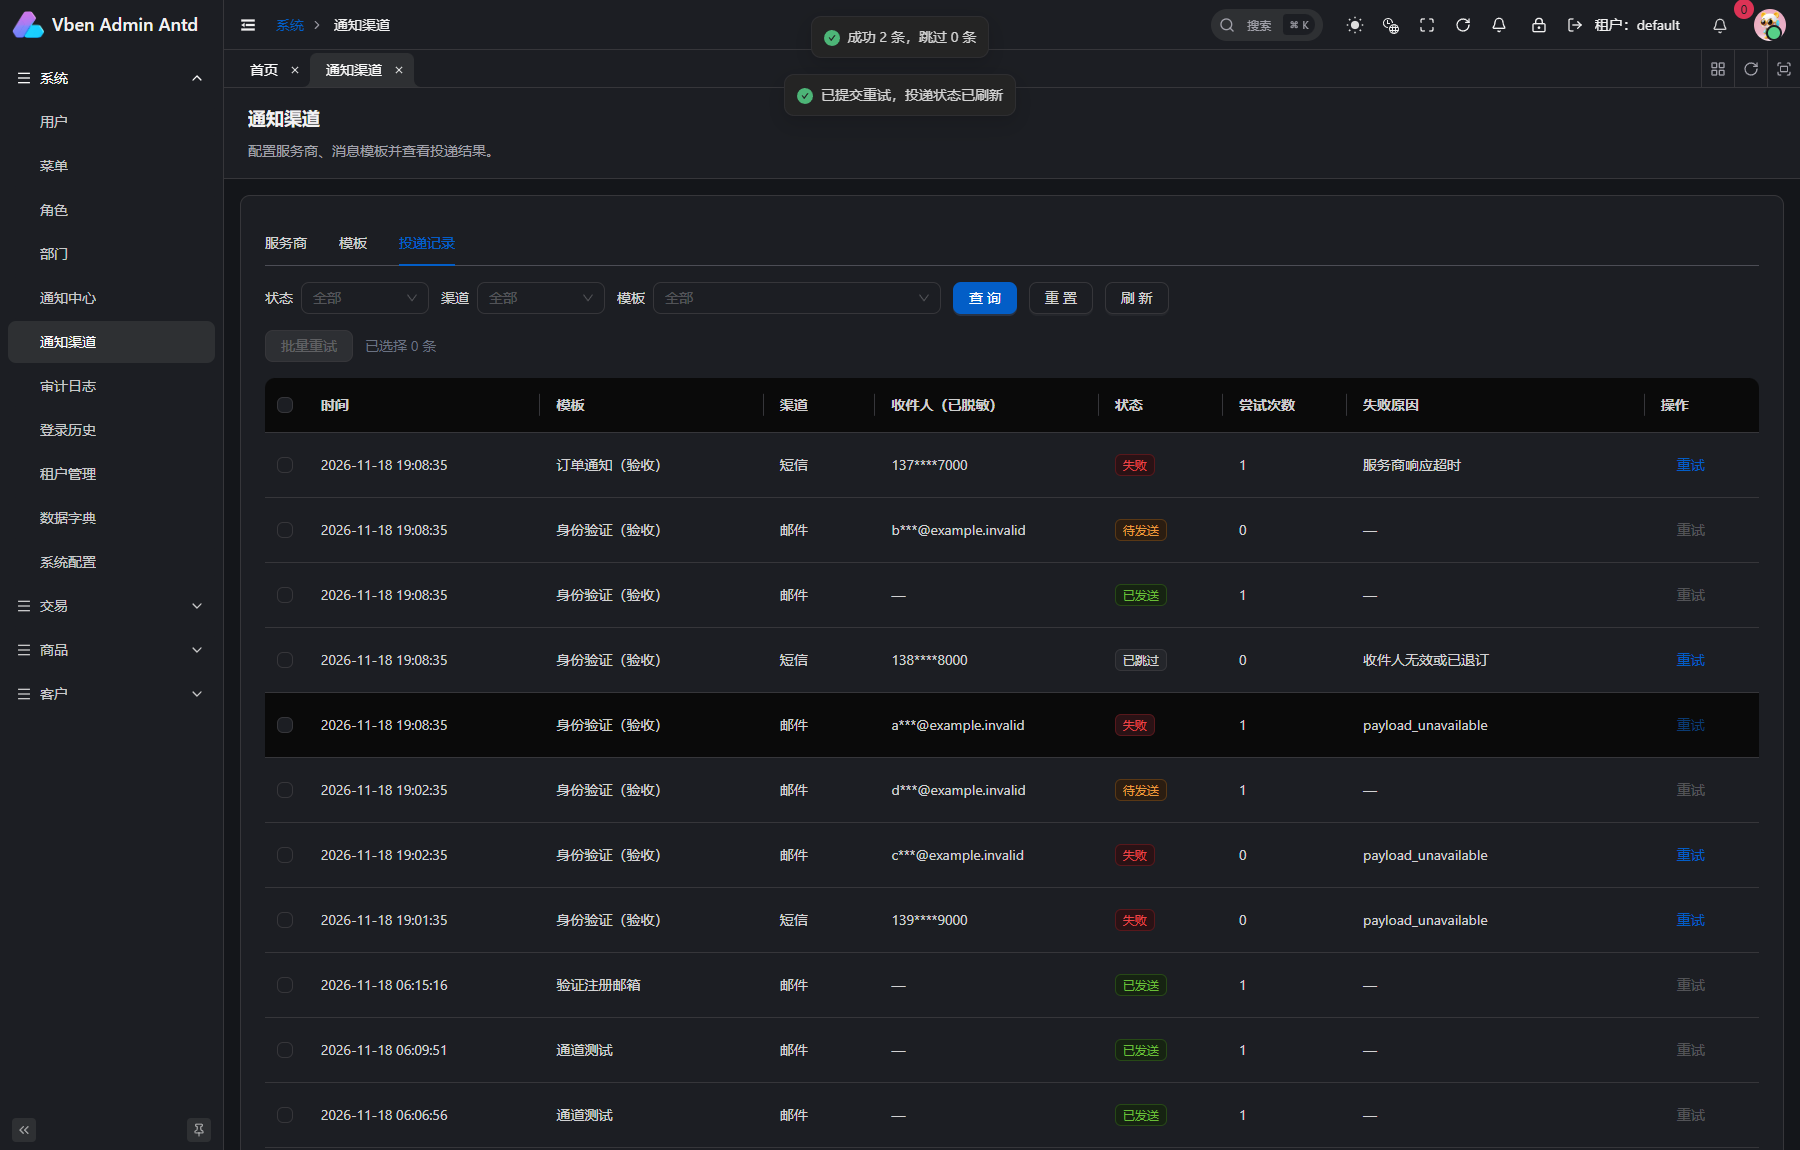 Vben Admin Antd
系统
用户
菜单
角色
部门
通知中心
通知渠道
审计日志
登录历史
租户管理
数据字典
系统配置
交易
商品
客户
系统 > 通知渠道
搜索 ⌘ K
租户：default
0
成功 2 条，跳过 0 条
已提交重试，投递状态已刷新
首页 ×
通知渠道 ×
通知渠道
配置服务商、消息模板并查看投递结果。
服务商 模板 投递记录
状态 全部 渠道 全部 模板 全部 查 询 重 置 刷 新
批量重试 已选择 0 条
时间 模板 渠道 收件人（已脱敏） 状态 尝试次数 失败原因 操作
2026-11-18 19:08:35 订单通知（验收） 短信 137****7000 失败 1 服务商响应超时 重试
2026-11-18 19:08:35 身份验证（验收） 邮件 b***@example.invalid 待发送 0 — 重试
2026-11-18 19:08:35 身份验证（验收） 邮件 — 已发送 1 — 重试
2026-11-18 19:08:35 身份验证（验收） 短信 138****8000 已跳过 0 收件人无效或已退订 重试
2026-11-18 19:08:35 身份验证（验收） 邮件 a***@example.invalid 失败 1 payload_unavailable 重试
2026-11-18 19:02:35 身份验证（验收） 邮件 d***@example.invalid 待发送 1 — 重试
2026-11-18 19:02:35 身份验证（验收） 邮件 c***@example.invalid 失败 0 payload_unavailable 重试
2026-11-18 19:01:35 身份验证（验收） 短信 139****9000 失败 0 payload_unavailable 重试
2026-11-18 06:15:16 验证注册邮箱 邮件 — 已发送 1 — 重试
2026-11-18 06:09:51 通道测试 邮件 — 已发送 1 — 重试
2026-11-18 06:06:56 通道测试 邮件 — 已发送 1 — 重试